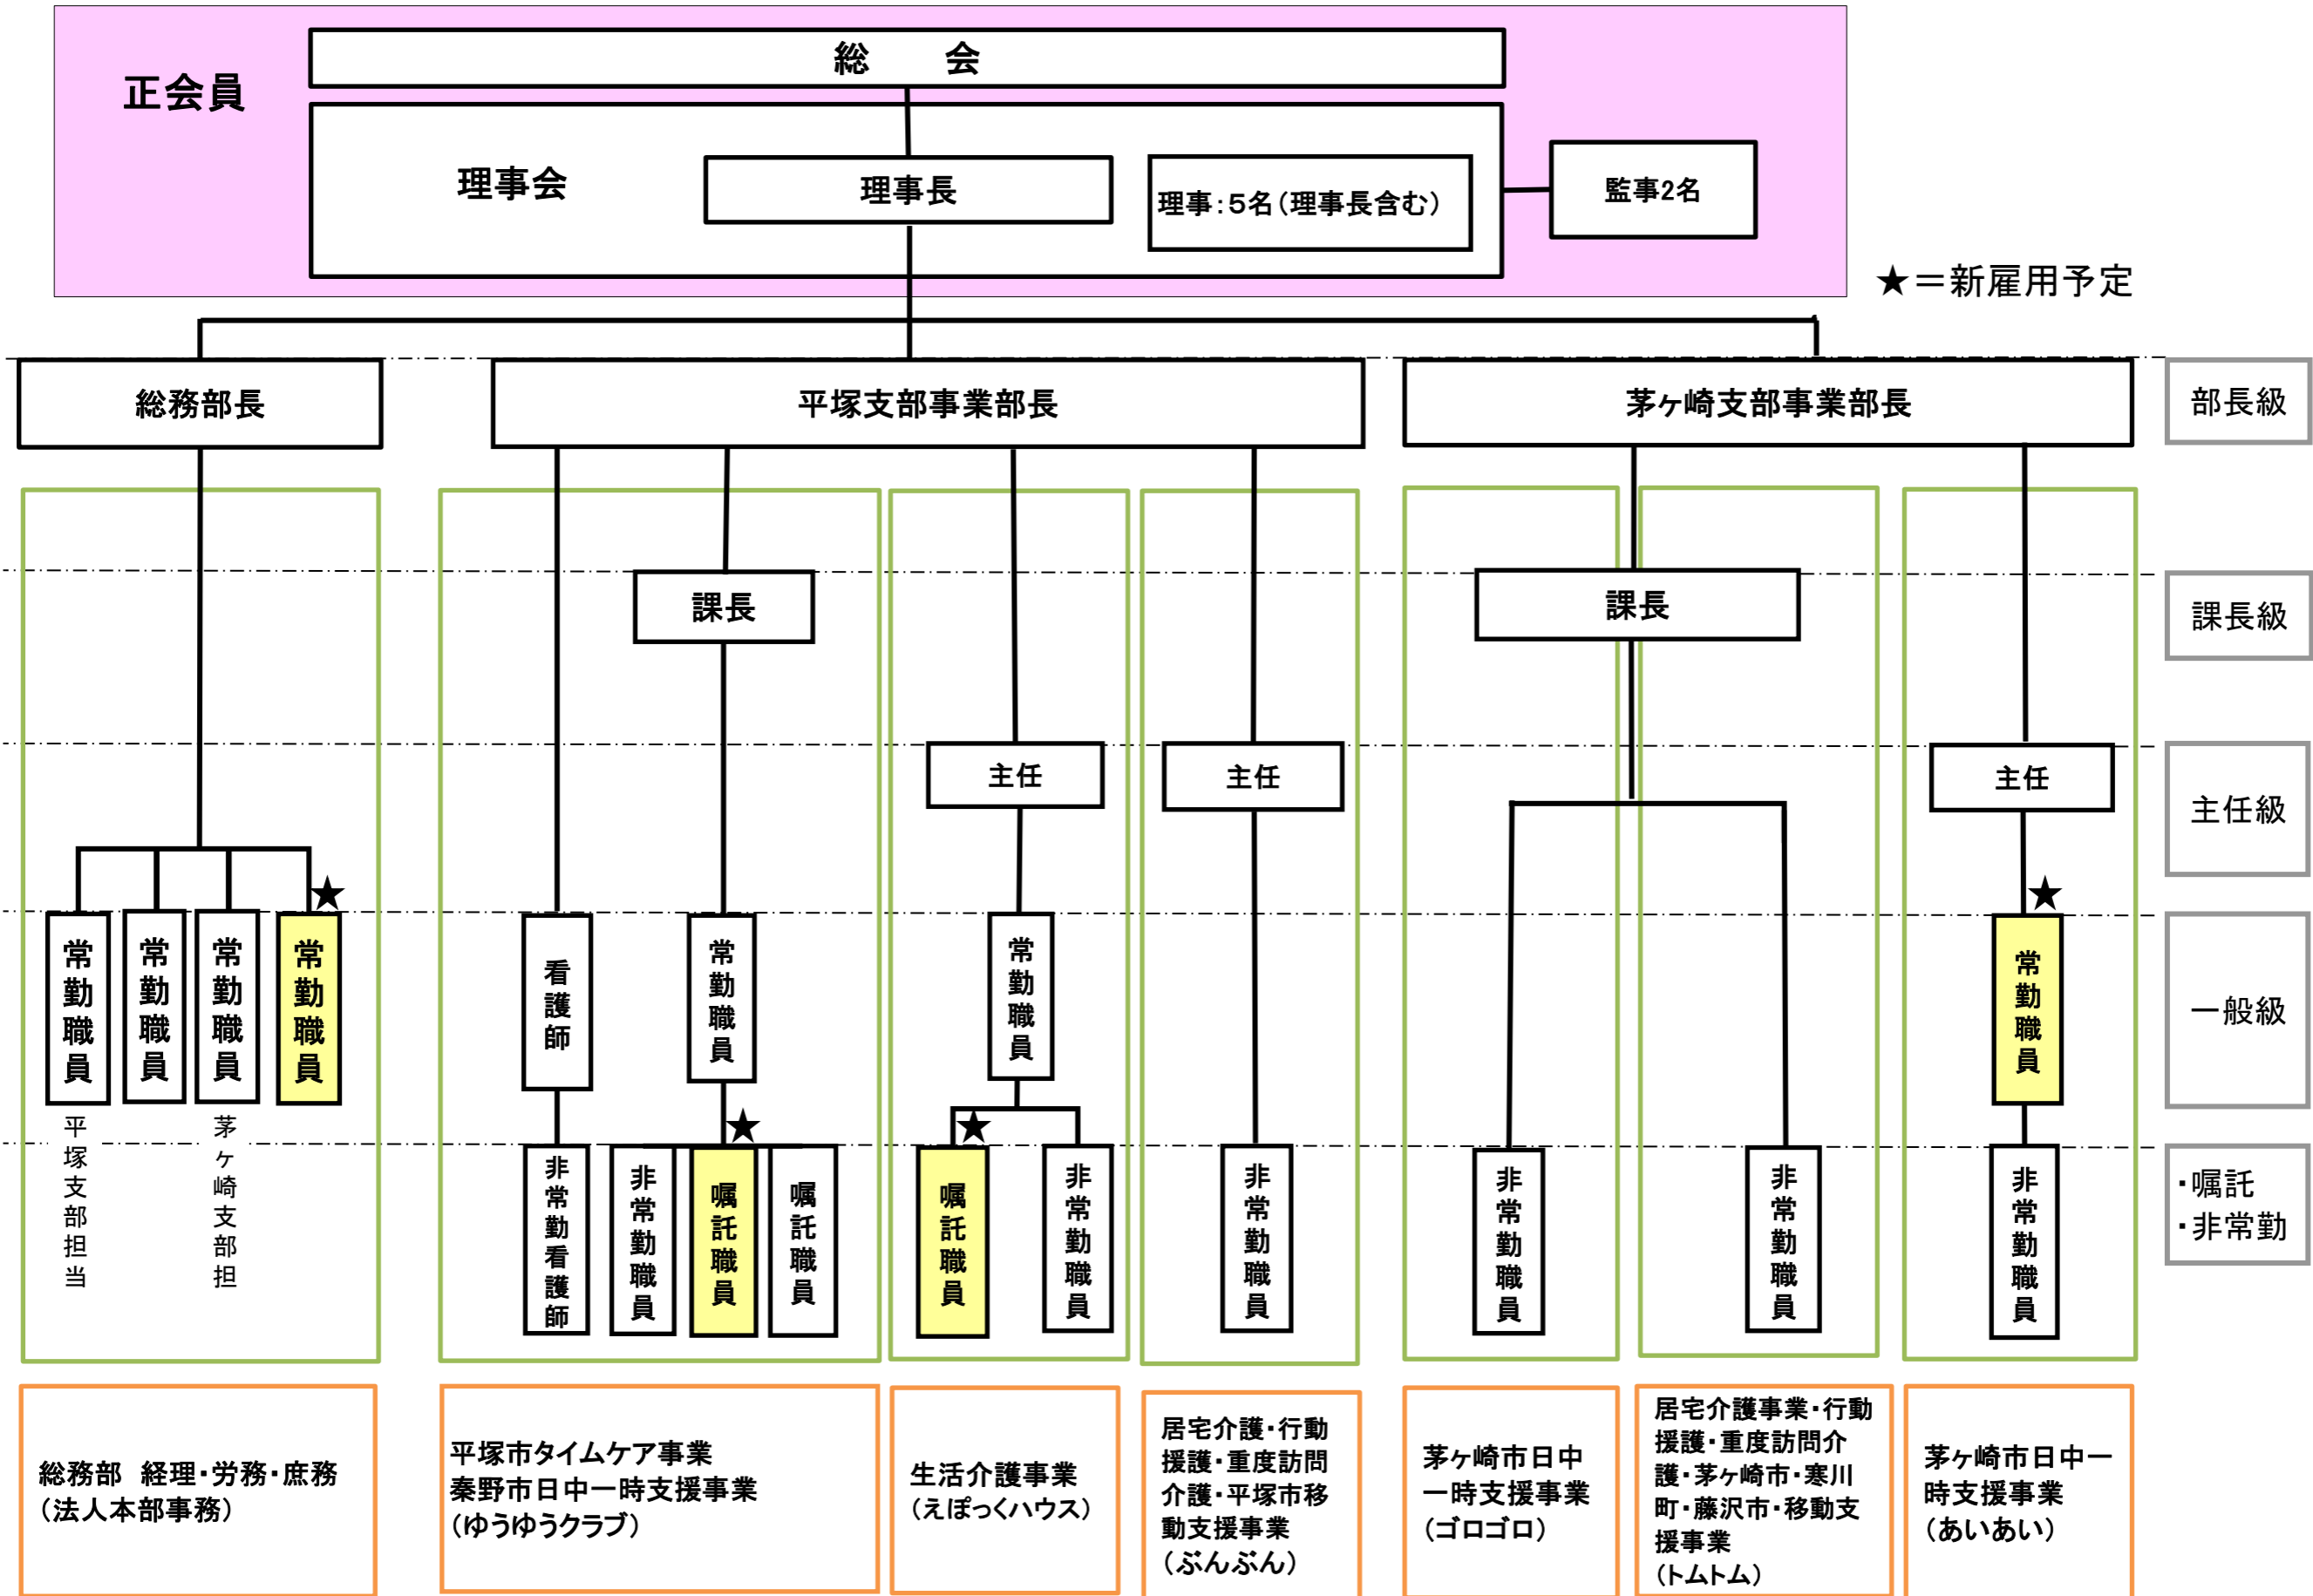 正会員
総　会
理事会
理事長
理事：5名（理事長含む）
監事2名
★＝新雇用予定
総務部長
平塚支部事業部長
茅ヶ崎支部事業部長
部長級
課長
課長
課長級
主任
主任
主任
主任級
★
★
常勤職員
常勤職員
常勤職員
常勤職員
看護師
常勤職員
常勤職員
常勤職員
一般級
平塚支部担当
茅ヶ崎支部担
★
★
非常勤看護師
非常勤職員
嘱託職員
嘱託職員
嘱託職員
非常勤職員
非常勤職員
非常勤職員
非常勤職員
非常勤職員
・嘱託
・非常勤
総務部　経理・労務・庶務
（法人本部事務）
平塚市タイムケア事業
秦野市日中一時支援事業
（ゆうゆうクラブ）
生活介護事業
（えぽっくハウス）
居宅介護・行動
援護・重度訪問
介護・平塚市移
動支援事業
（ぶんぶん）
茅ヶ崎市日中
一時支援事業
（ゴロゴロ）
居宅介護事業・行動
援護・重度訪問介
護・茅ヶ崎市・寒川
町・藤沢市・移動支
援事業
（トムトム）
茅ヶ崎市日中一
時支援事業
（あいあい）